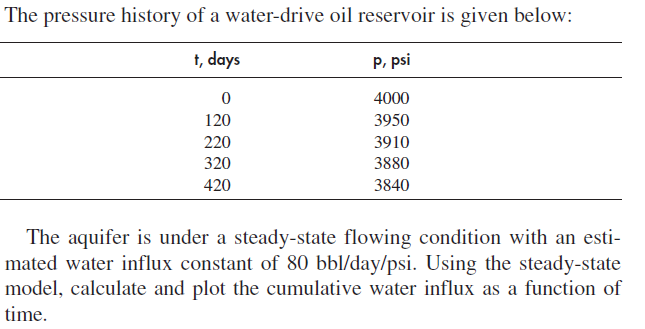 The pressure history of a water-drive oil reservoir is given below:
t, days p, psi
0 4000
120 3950
220 3910
320 3880
420 3840
The aquifer is under a steady-state flowing condition with an esti-
mated water influx constant of 80 bbl/day/psi. Using the steady-state
model, calculate and plot the cumulative water influx as a function of
time.